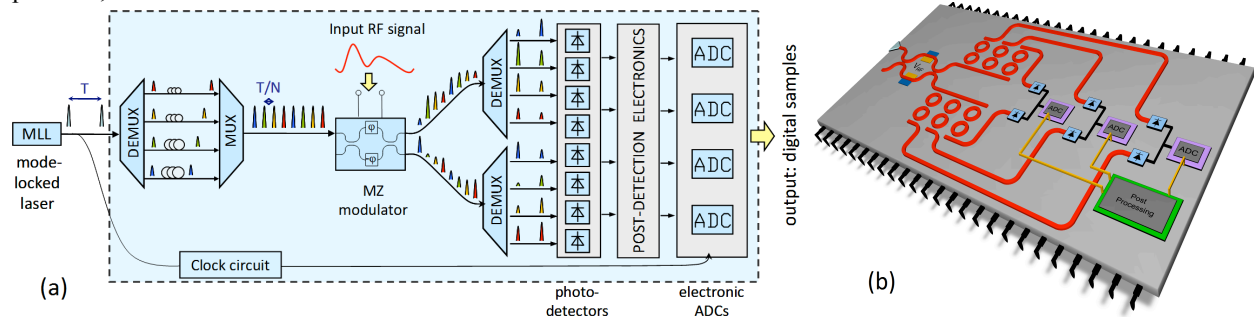 T
MLL
mode-
locked
laser
DEMUX
MUX
T/N
Input RF signal
φ
φ
MZ
modulator
DEMUX
DEMUX
photo-
detectors
POST-DETECTION ELECTRONICS
ADC
ADC
ADC
ADC
electronic
ADCs
Clock circuit
output: digital samples
(a)
ADC
ADC
ADC
Post
Processing
(b)